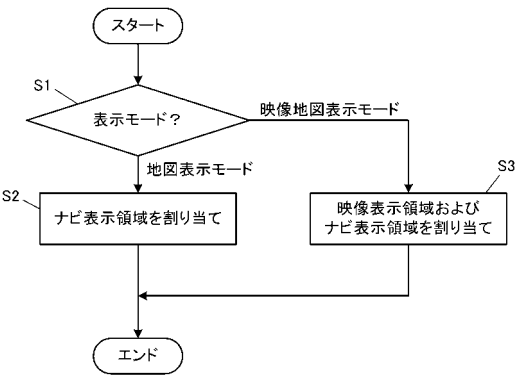 スタート
S1
表示モード?
映像地図表示モード
地図表示モード
S2
ナビ表示領域を割り当て
S3
映像表示領域および
ナビ表示領域を割り当て
エンド